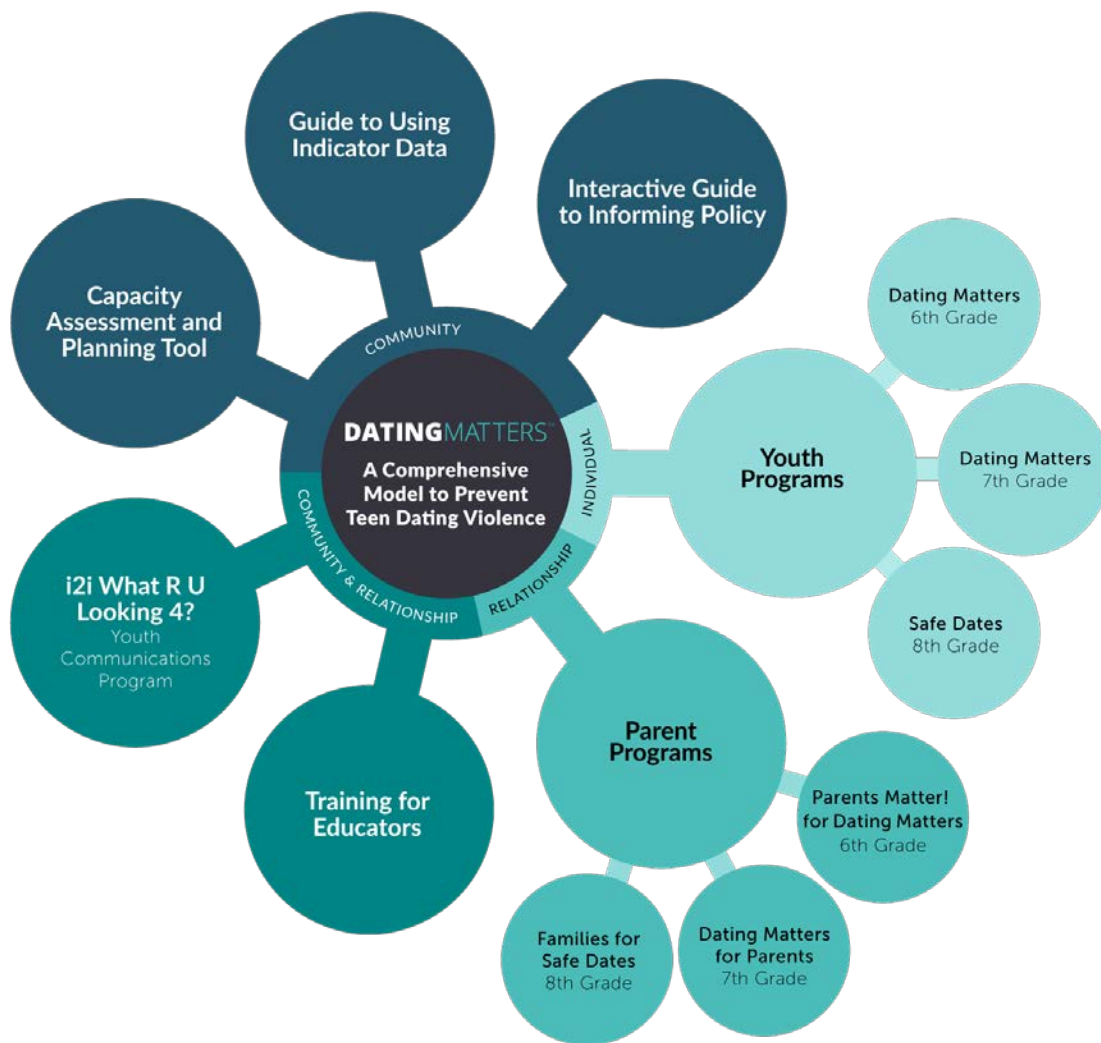 Guide to Using
Indicator Data
Interactive Guide
to Informing Policy
Capacity
Assessment and
Planning Tool
COMMUNITY
DATINGMATTERS™
A Comprehensive
Model to Prevent
Teen Dating Violence
INDIVIDUAL
RELATIONSHIP
COMMUNITY & RELATIONSHIP
Youth
Programs
Dating Matters
6th Grade
Dating Matters
7th Grade
Safe Dates
8th Grade
i2i What R U
Looking 4?
Youth
Communications
Program
Training for
Educators
Parent
Programs
Parents Matter!
for Dating Matters
6th Grade
Dating Matters
for Parents
7th Grade
Families for
Safe Dates
8th Grade